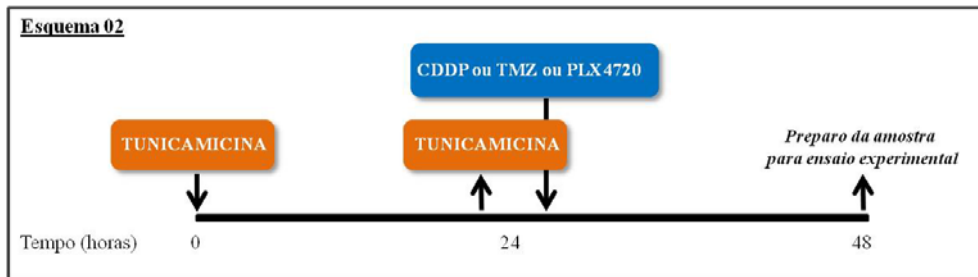 Esquema 02
CDDP ou TMZ ou PLX4720
TUNICAMICINA
TUNICAMICINA
Preparo da amostra
para ensaio experimental
Tempo (horas) 0 24 48